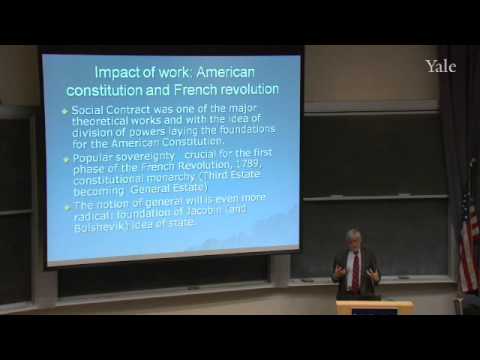 Yale
Impact of work: American
constitution and French revolution
Social Contract was one of the major
theoretical works and with the idea of
division of powers laying the foundations
for the American Constitution.
Popular sovereignty crucial for the first
phase of the French Revolution, 1789,
constitutional monarchy (Third Estate
becoming General Estate)
The notion of general will is even more
radical: foundation of Jacobin (and
Bolshevik) idea of state.